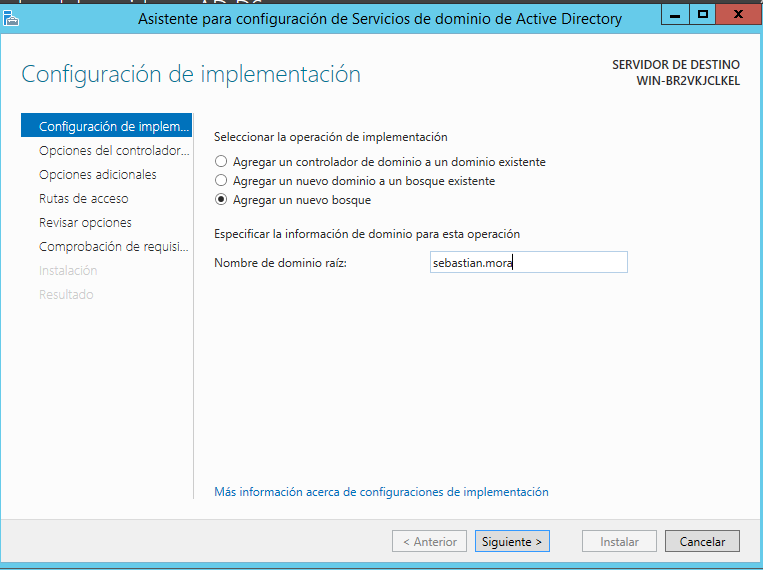 Asistente para configuración de Servicios de dominio de Active Directory
Configuración de implementación
SERVIDOR DE DESTINO
WIN-BR2VKJCLKEL
Configuración de implem...
Opciones del controlador...
Opciones adicionales
Rutas de acceso
Revisar opciones
Comprobación de requisi...
Instalación
Resultado
Seleccionar la operación de implementación
Agregar un controlador de dominio a un dominio existente
Agregar un nuevo dominio a un bosque existente
Agregar un nuevo bosque
Especificar la información de dominio para esta operación
Nombre de dominio raíz: sebastian.mora
Más información acerca de configuraciones de implementación
< Anterior Siguiente > Instalar Cancelar